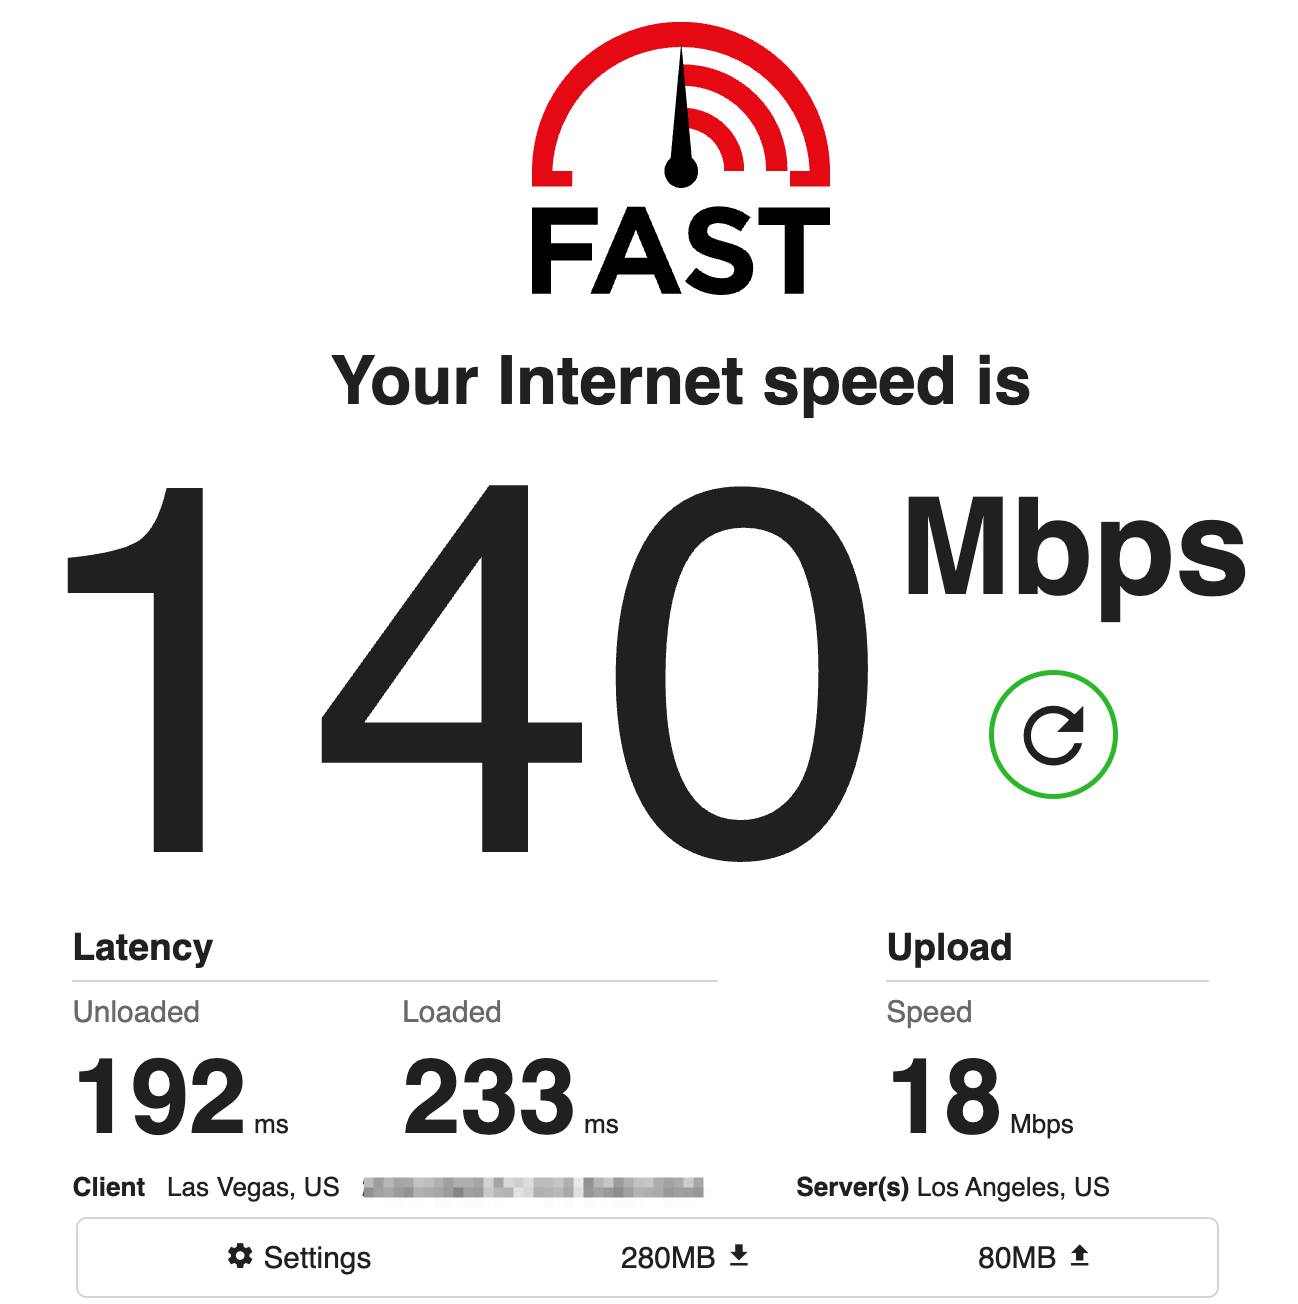 FAST
Your Internet speed is
140 Mbps
Latency
Upload
Unloaded
Loaded
Speed
192 ms
233 ms
18 Mbps
Client Las Vegas, US
Server(s) Los Angeles, US
Settings
280MB
80MB